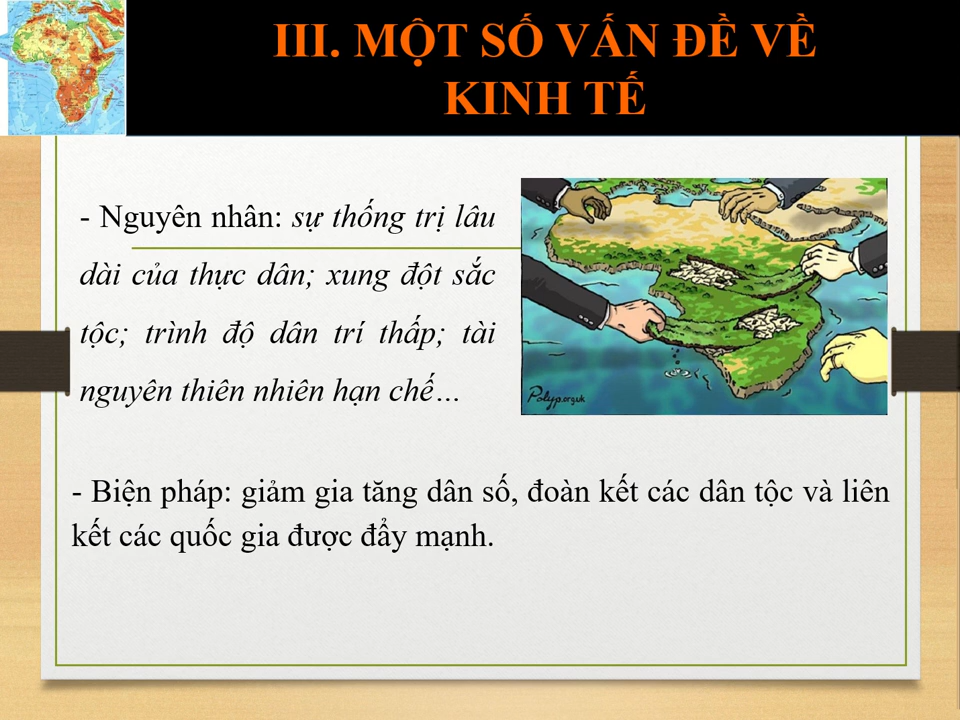 III. MỘT SỐ VẤN ĐỀ VỀ
KINH TẾ
- Nguyên nhân: sự thống trị lâu
dài của thực dân; xung đột sắc
tộc; trình độ dân trí thấp; tài
nguyên thiên nhiên hạn chế…
Polyp.org.uk
- Biện pháp: giảm gia tăng dân số, đoàn kết các dân tộc và liên
kết các quốc gia được đẩy mạnh.